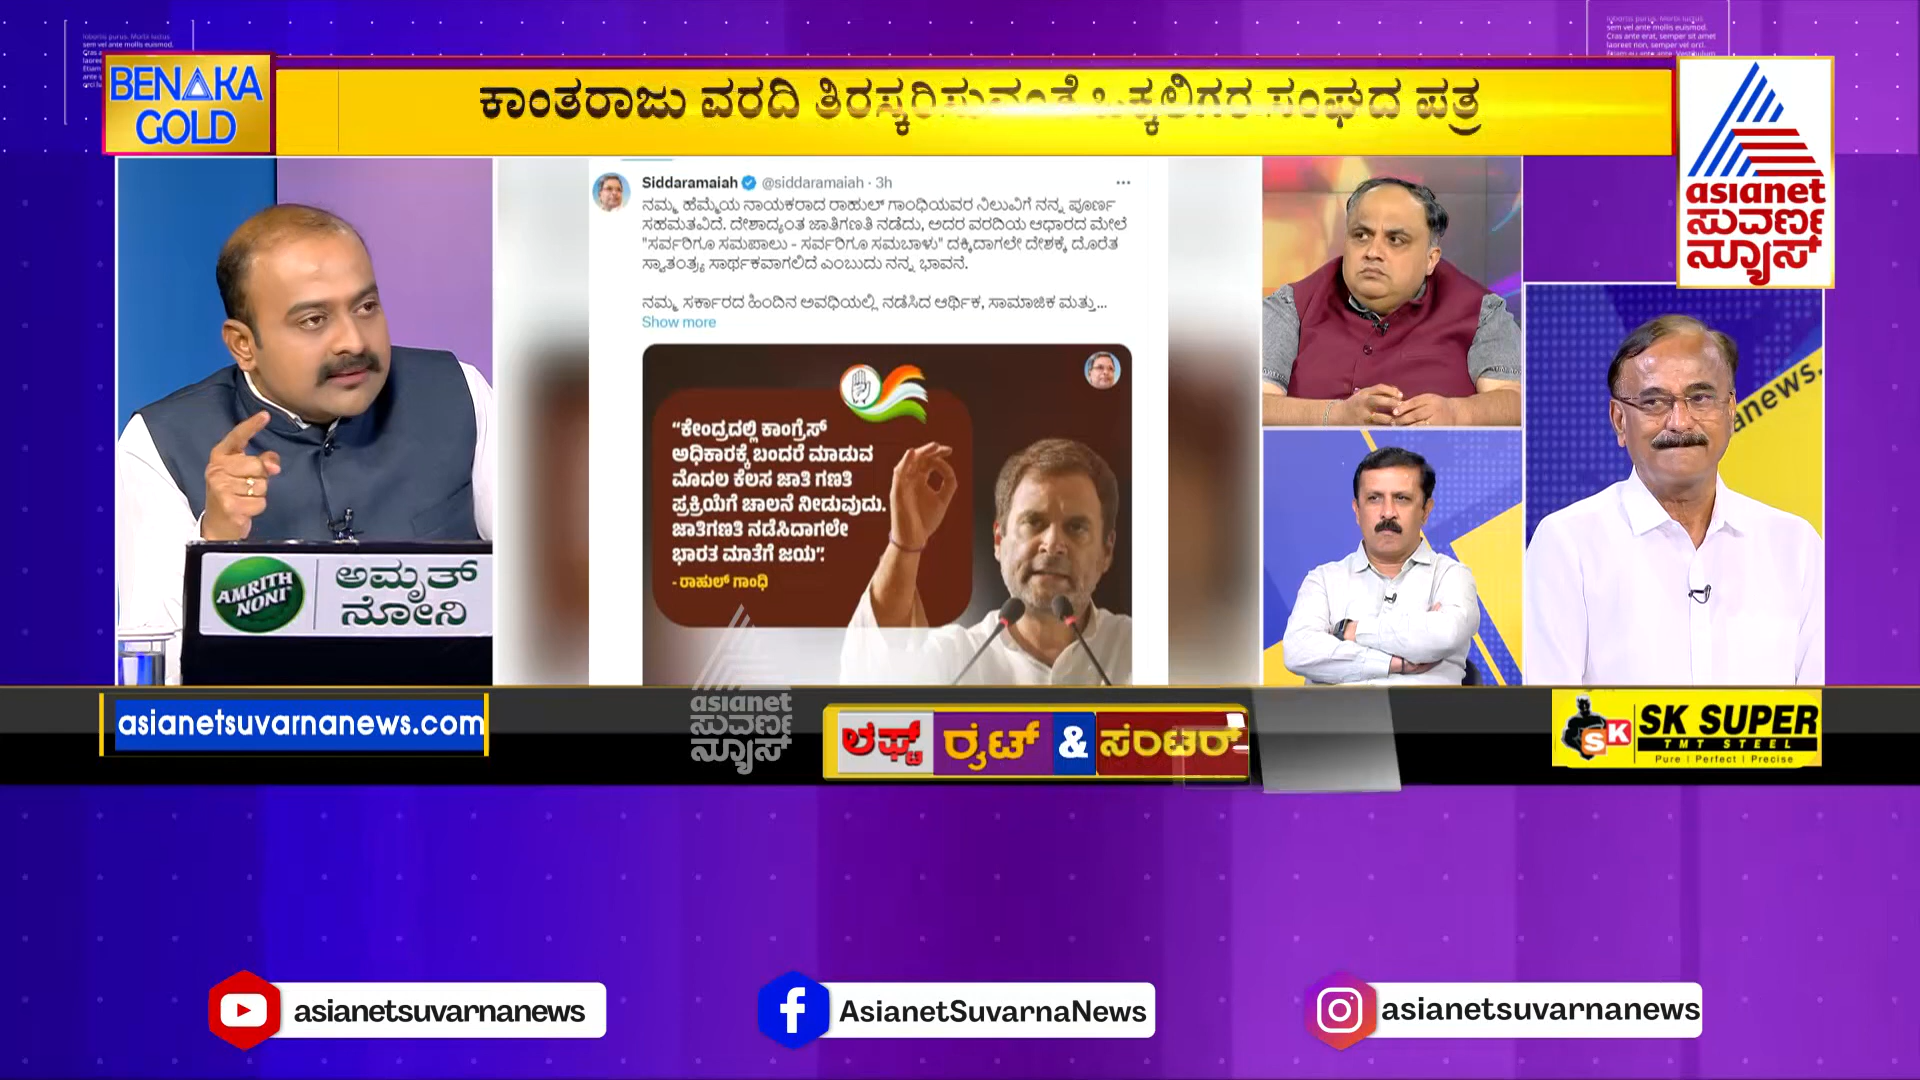 BENAKA
GOLD
ಕಾಂತರಾಜು ವರದಿ ತಿರಸ್ಕರಿಸುವಂತೆ ಒಕ್ಕಲಿಗರ ಸಂಘದ ಪತ್ರ
asianet
ಸುವರ್ಣ
ನ್ಯೂಸ್
Siddaramaiah @siddaramaiah · 3h
ನಮ್ಮ ಹೆಮ್ಮೆಯ ನಾಯಕರಾದ ರಾಹುಲ್ ಗಾಂಧಿಯವರ ನಿಲುವಿಗೆ ನನ್ನ ಪೂರ್ಣ
ಸಹಮತವಿದೆ. ದೇಶಾದ್ಯಂತ ಜಾತಿಗಣತಿ ನಡೆದು, ಅದರ ವರದಿಯ ಆಧಾರದ ಮೇಲೆ
"ಸರ್ವರಿಗೂ ಸಮಪಾಲು - ಸರ್ವರಿಗೂ ಸಮಬಾಳು" ದಕ್ಕಿದಾಗಲೇ ದೇಶಕ್ಕೆ ದೊರೆತ
ಸ್ವಾತಂತ್ರ್ಯ ಸಾರ್ಥಕವಾಗಲಿದೆ ಎಂಬುದು ನನ್ನ ಭಾವನೆ.
ನಮ್ಮ ಸರ್ಕಾರದ ಹಿಂದಿನ ಅವಧಿಯಲ್ಲಿ ನಡೆಸಿದ ಆರ್ಥಿಕ, ಸಾಮಾಜಿಕ ಮತ್ತು...
Show more
“ಕೇಂದ್ರದಲ್ಲಿ ಕಾಂಗ್ರೆಸ್
ಅಧಿಕಾರಕ್ಕೆ ಬಂದರೆ ಮಾಡುವ
ಮೊದಲ ಕೆಲಸ ಜಾತಿ ಗಣತಿ
ಪ್ರಕ್ರಿಯೆಗೆ ಚಾಲನೆ ನೀಡುವುದು.
ಜಾತಿಗಣತಿ ನಡೆಸಿದಾಗಲೇ
ಭಾರತ ಮಾತೆಗೆ ಜಯ”.
- ರಾಹುಲ್ ಗಾಂಧಿ
AMRITH
NONI
ಅಮೃತ್
ನೋನಿ
anews.
asianetsuvarnanews.com
asianet
ಸುವರ್ಣ
ನ್ಯೂಸ್
ಲೆಫ್ಟ್ ರೈಟ್ & ಸೆಂಟರ್
SK SK SUPER
TMT STEEL
Pure | Perfect | Precise
asianetsuvarnanews
AsianetSuvarnaNews
asianetsuvarnanews